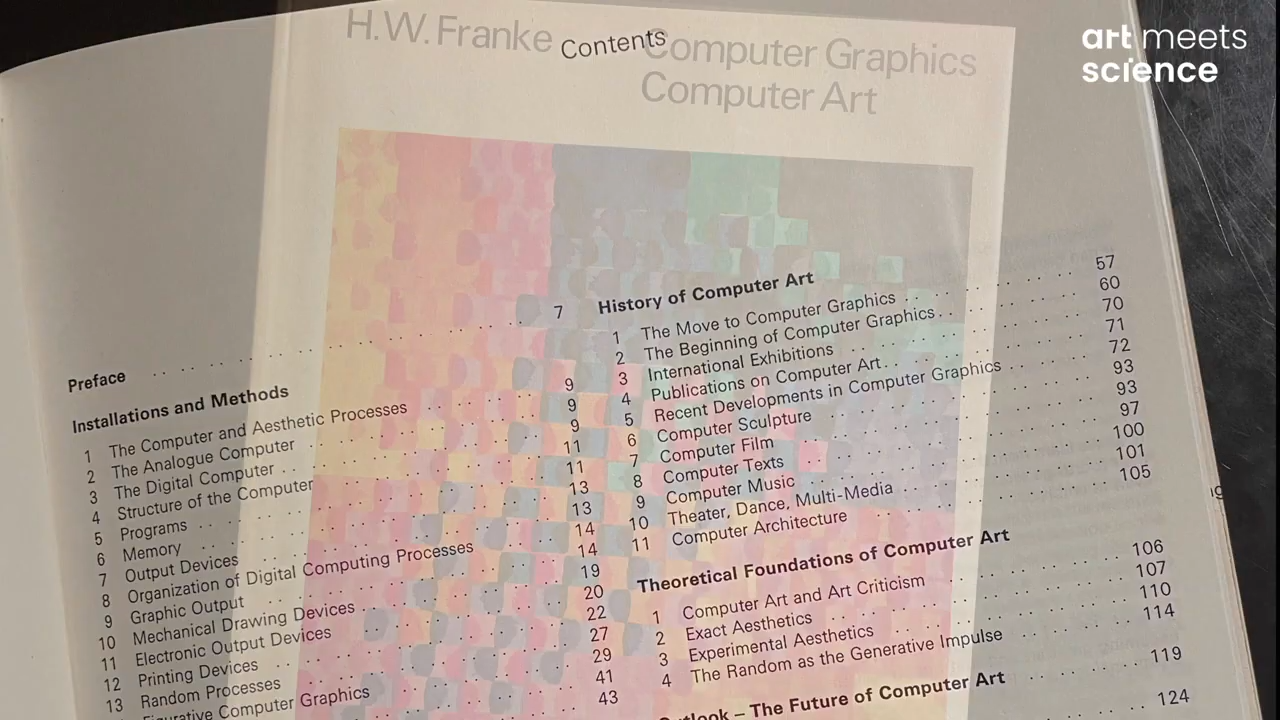 art meets
science
H.W. Franke
Computer Graphics
Computer Art
Contents
Preface 7
Installations and Methods
1 The Computer and Aesthetic Processes 9
2 The Analogue Computer 9
3 The Digital Computer 9
4 Structure of the Computer 11
5 Programs 11
6 Memory 13
7 Output Devices 13
8 Organization of Digital Computing Processes 14
9 Graphic Output 14
10 Mechanical Drawing Devices 19
11 Electronic Output Devices 20
12 Printing Devices 22
13 Random Processes 27
Figurative Computer Graphics 29
41
43
History of Computer Art
1 The Move to Computer Graphics 57
2 The Beginning of Computer Graphics 60
3 International Exhibitions 70
4 Publications on Computer Art 71
5 Recent Developments in Computer Graphics 72
6 Computer Sculpture 93
7 Computer Film 93
8 Computer Texts 97
9 Computer Music 100
10 Theater, Dance, Multi-Media 101
11 Computer Architecture 105
Theoretical Foundations of Computer Art
1 Computer Art and Art Criticism 106
2 Exact Aesthetics 107
3 Experimental Aesthetics 110
4 The Random as the Generative Impulse 114
Outlook – The Future of Computer Art 119
124